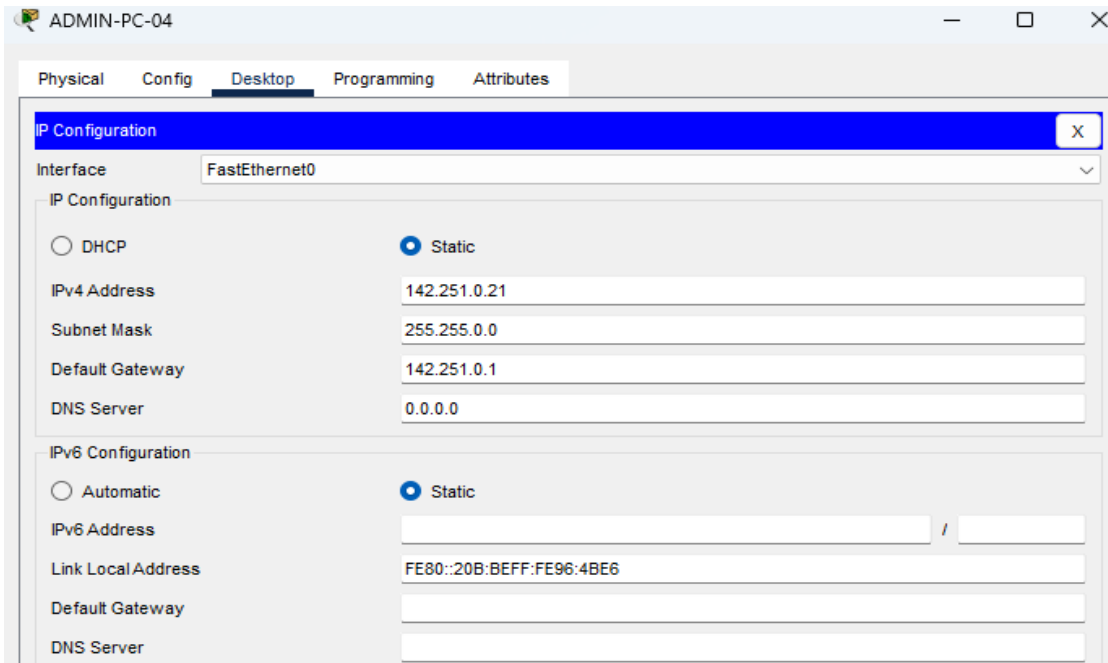 ADMIN-PC-04
Physical Config Desktop Programming Attributes
IP Configuration X
Interface FastEthernet0
IP Configuration
DHCP Static
IPv4 Address 142.251.0.21
Subnet Mask 255.255.0.0
Default Gateway 142.251.0.1
DNS Server 0.0.0.0
IPv6 Configuration
Automatic Static
IPv6 Address /
Link Local Address FE80::20B:BEFF:FE96:4BE6
Default Gateway
DNS Server